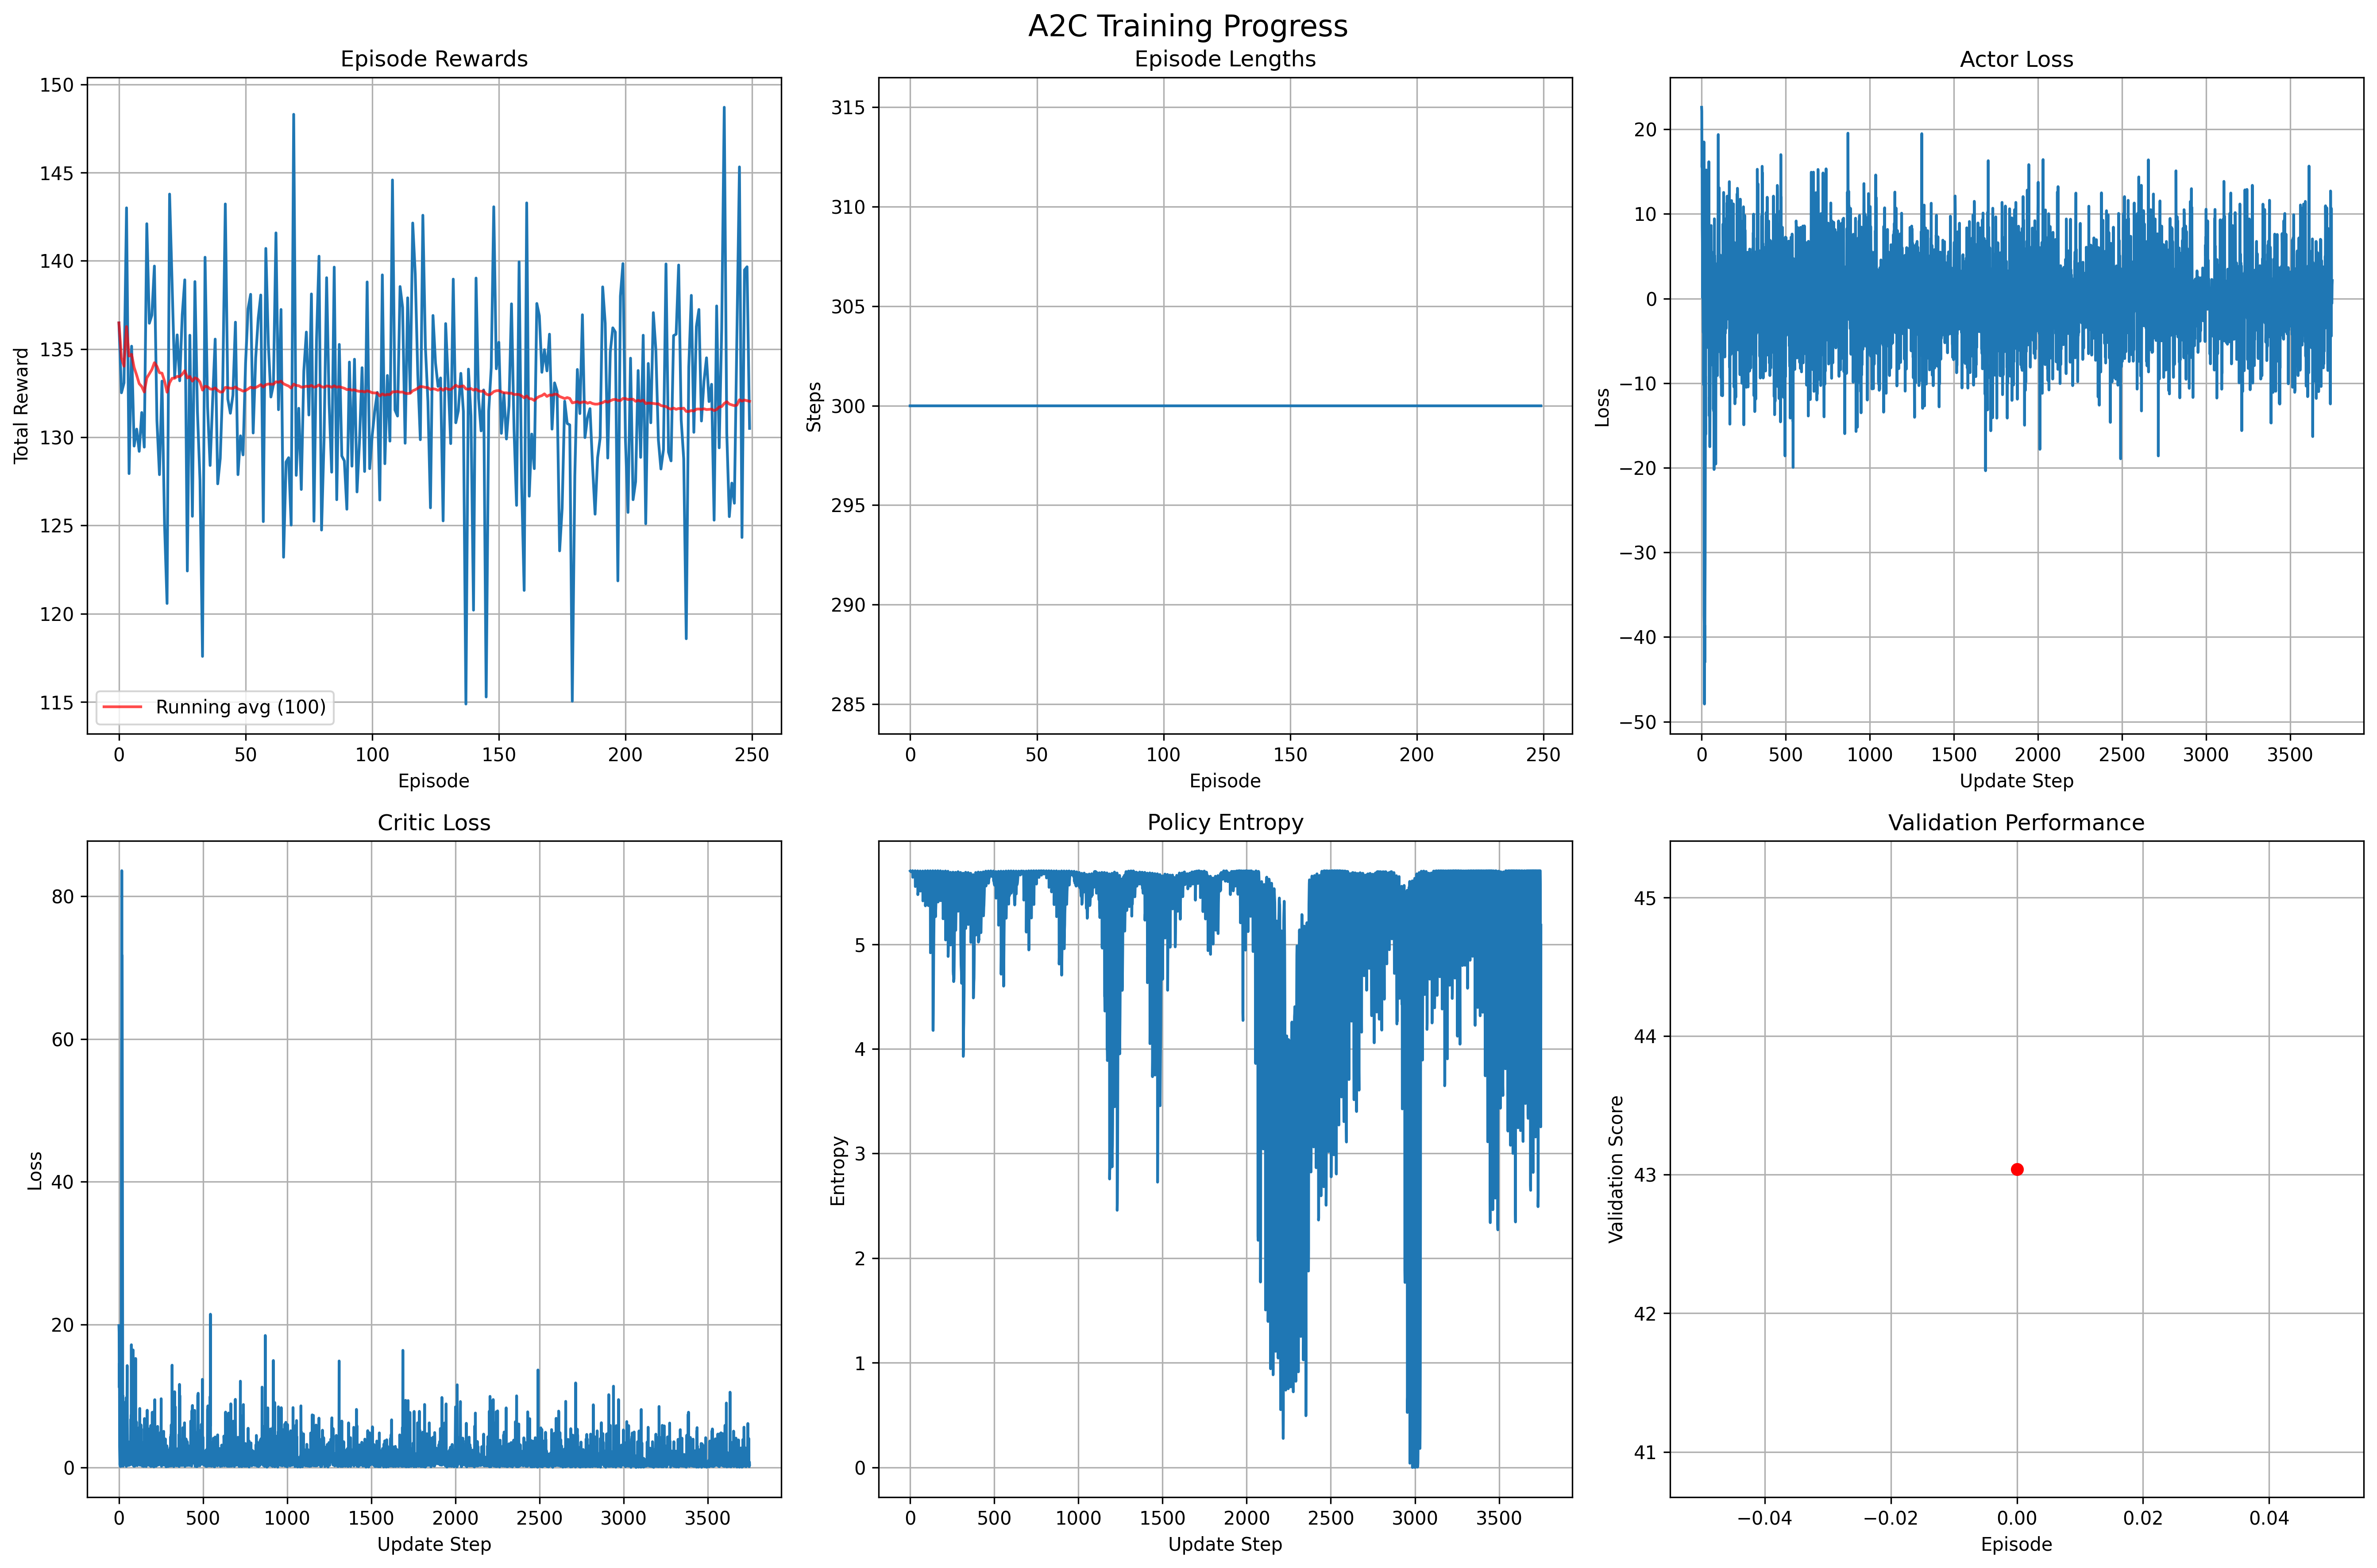 A2C Training Progress
Episode Rewards
150
145
140
135
130
125
120
115
Total Reward
Running avg (100)
0 50 100 150 200 250
Episode
Episode Lengths
315
310
305
300
295
290
285
Steps
0 50 100 150 200 250
Episode
Actor Loss
20
10
0
−10
−20
−30
−40
−50
Loss
0 500 1000 1500 2000 2500 3000 3500
Update Step
Critic Loss
80
60
40
20
0
Loss
0 500 1000 1500 2000 2500 3000 3500
Update Step
Policy Entropy
5
4
3
2
1
0
Entropy
0 500 1000 1500 2000 2500 3000 3500
Update Step
Validation Performance
45
44
43
42
41
Validation Score
−0.04 −0.02 0.00 0.02 0.04
Episode